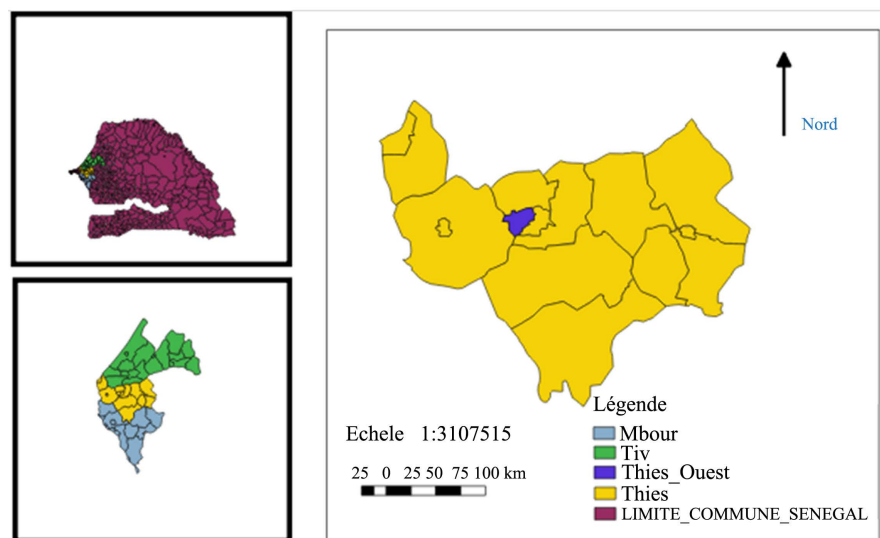 Nord
Légende
Echele 1:3107515
Mbour
Tiv
Thies_Ouest
25 0 25 50 75 100 km
Thies
LIMITE_COMMUNE_SENEGAL